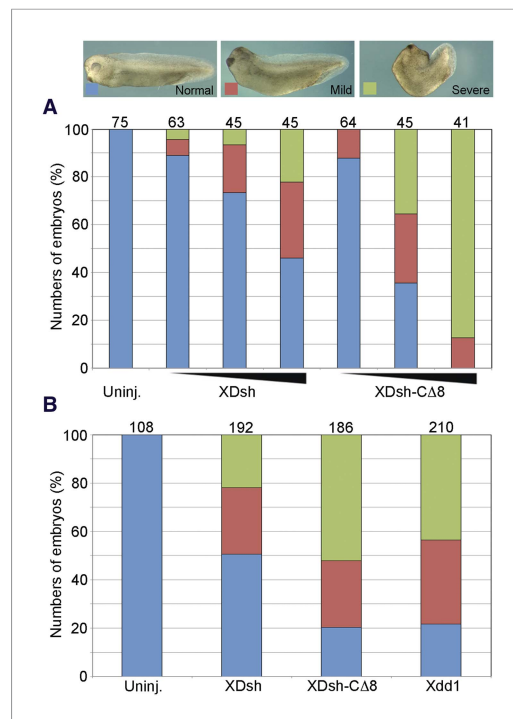 Normal Mild Severe
A
75 63 45 45 64 45 41
Numbers of embryos (%)
100
80
60
40
20
0
Uninj. XDsh XDsh-CΔ8
B
108 192 186 210
Numbers of embryos (%)
100
80
60
40
20
0
Uninj. XDsh XDsh-CΔ8 Xdd1